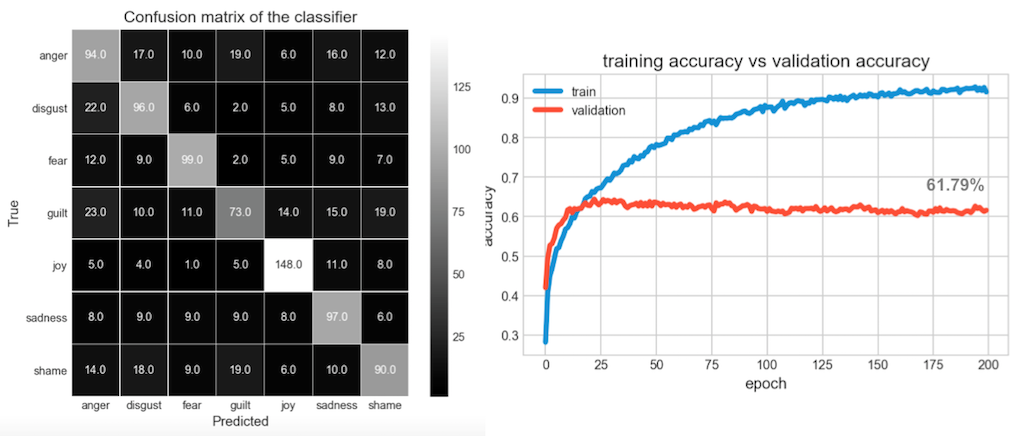 Confusion matrix of the classifier
anger 94.0 17.0 10.0 19.0 6.0 16.0 12.0
disgust 22.0 96.0 6.0 2.0 5.0 8.0 13.0
fear 12.0 9.0 99.0 2.0 5.0 9.0 7.0
guilt 23.0 10.0 11.0 73.0 14.0 15.0 19.0
joy 5.0 4.0 1.0 5.0 148.0 11.0 8.0
sadness 8.0 9.0 9.0 9.0 8.0 97.0 6.0
shame 14.0 18.0 9.0 19.0 6.0 10.0 90.0
anger disgust fear guilt joy sadness shame
Predicted
True
125
100
75
50
25
training accuracy vs validation accuracy
train
validation
61.79%
0.9
0.8
0.7
0.6
0.5
0.4
0.3
accuracy
0 25 50 75 100 125 150 175 200
epoch